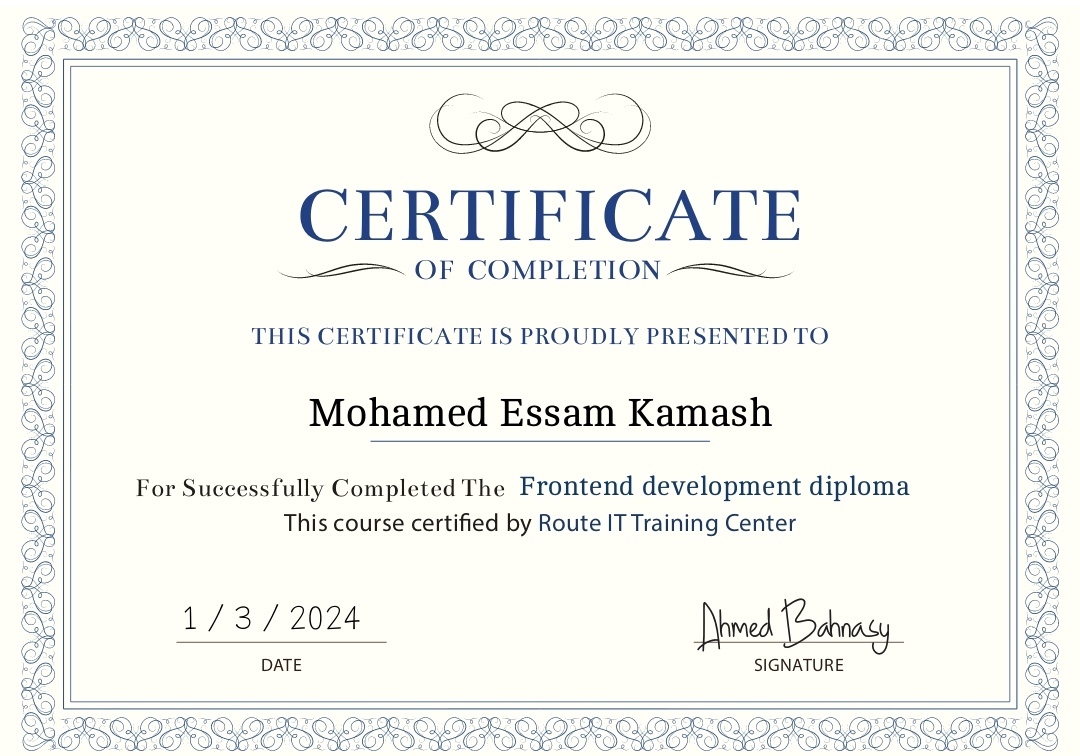 CERTIFICATE
OF COMPLETION
THIS CERTIFICATE IS PROUDLY PRESENTED TO
Mohamed Essam Kamash
For Successfully Completed The Frontend development diploma
This course certified by Route IT Training Center
1 / 3 / 2024
Ahmed Bahnasy
DATE
SIGNATURE